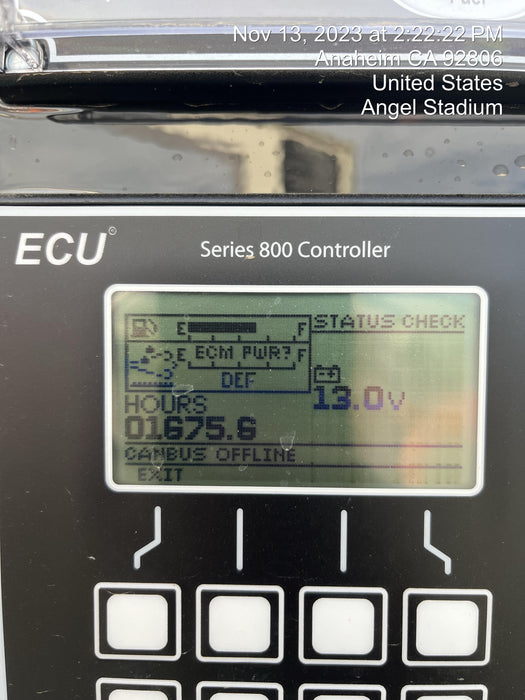 Fuel
Nov 13, 2023 at 2:22:22 PM
Anaheim CA 92806
United States
Angel Stadium
ECU®
Series 800 Controller
E F STATUS CHECK
E ECM PWR? F
DEF
HOURS
13.0V
01675.6
CANBUS OFFLINE
EXIT